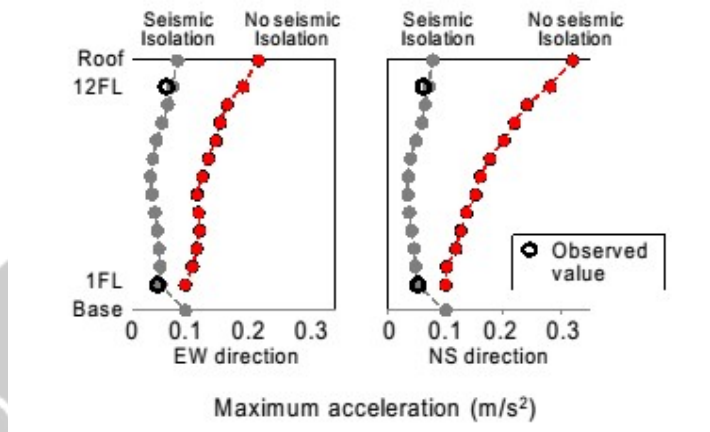 Seismic
Isolation
No seismic
Isolation
Seismic
Isolation
No seismic
Isolation
Roof
12FL
1FL
Base
0 0.1 0.2 0.3
EW direction
0 0.1 0.2 0.3
NS direction
Observed
value
Maximum acceleration (m/s²)